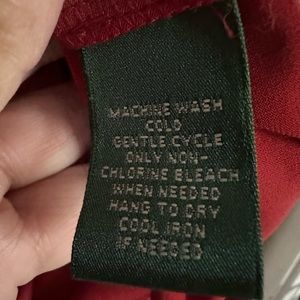 MACHINE WASH
COLD
GENTLE CYCLE
ONLY NON-
CHLORINE BLEACH
WHEN NEEDED
HANG TO DRY
COOL IRON
IF NEEDED